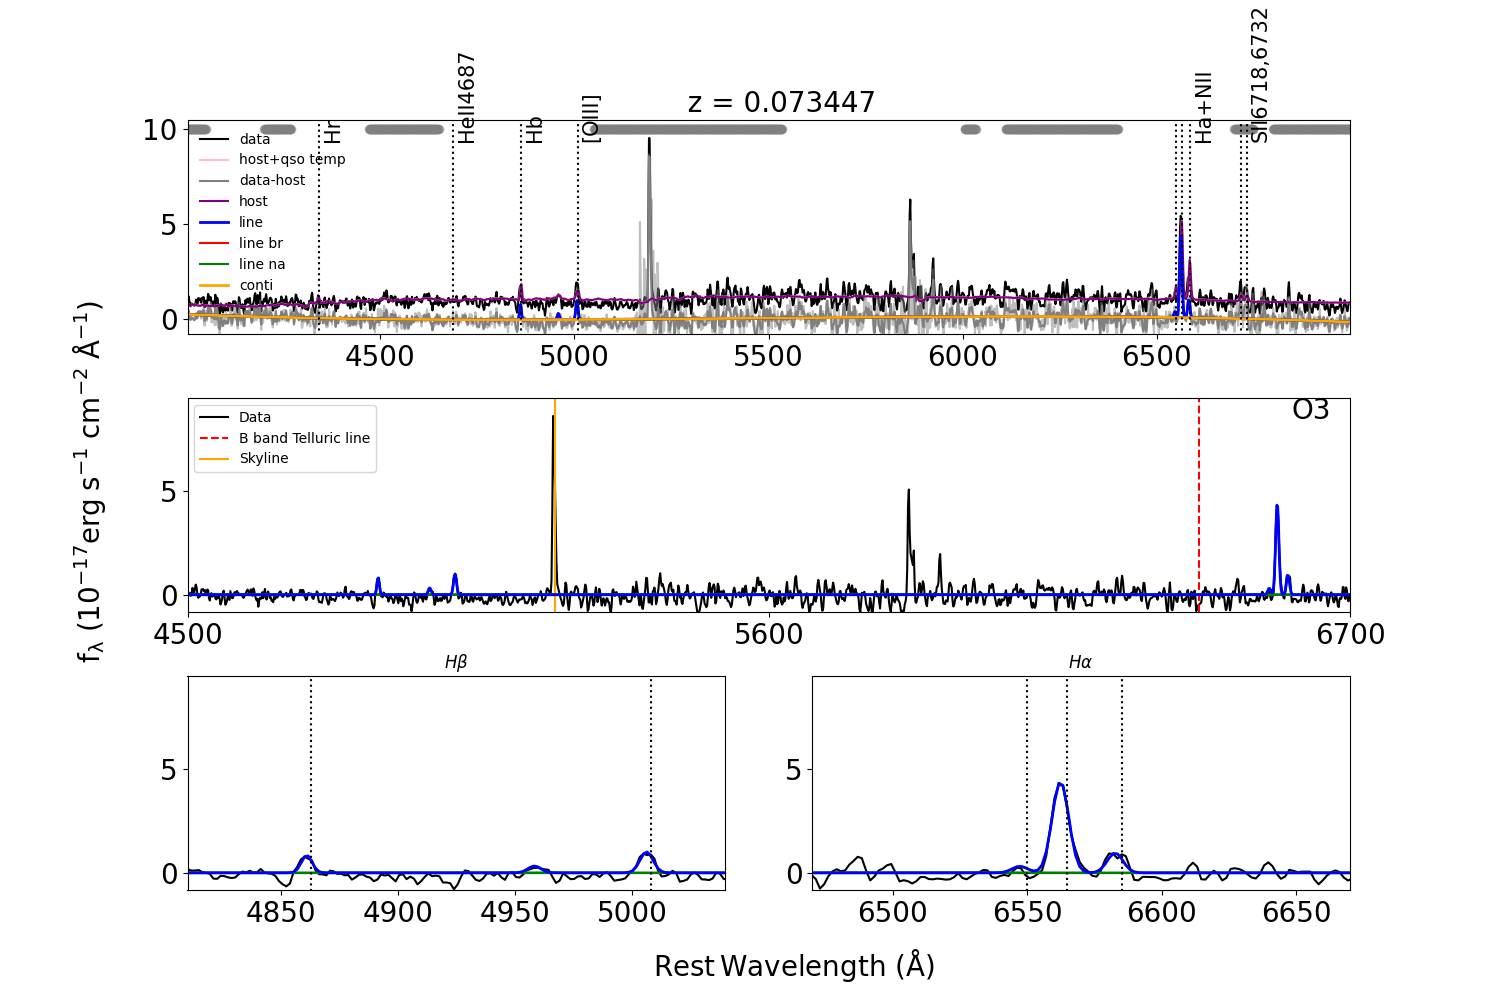 z = 0.073447
Hr
HeII4687
Hb
[OIII]
Ha+NII
SII6718,6732
10
5
0
data
host+qso temp
data-host
host
line
line br
line na
conti
4500 5000 5500 6000 6500
fλ (10⁻¹⁷erg s⁻¹ cm⁻² Å⁻¹)
O3
Data
B band Telluric line
Skyline
5
0
4500 5600 6700
Hβ
5
0
4850 4900 4950 5000
Hα
5
0
6500 6550 6600 6650
Rest Wavelength (Å)